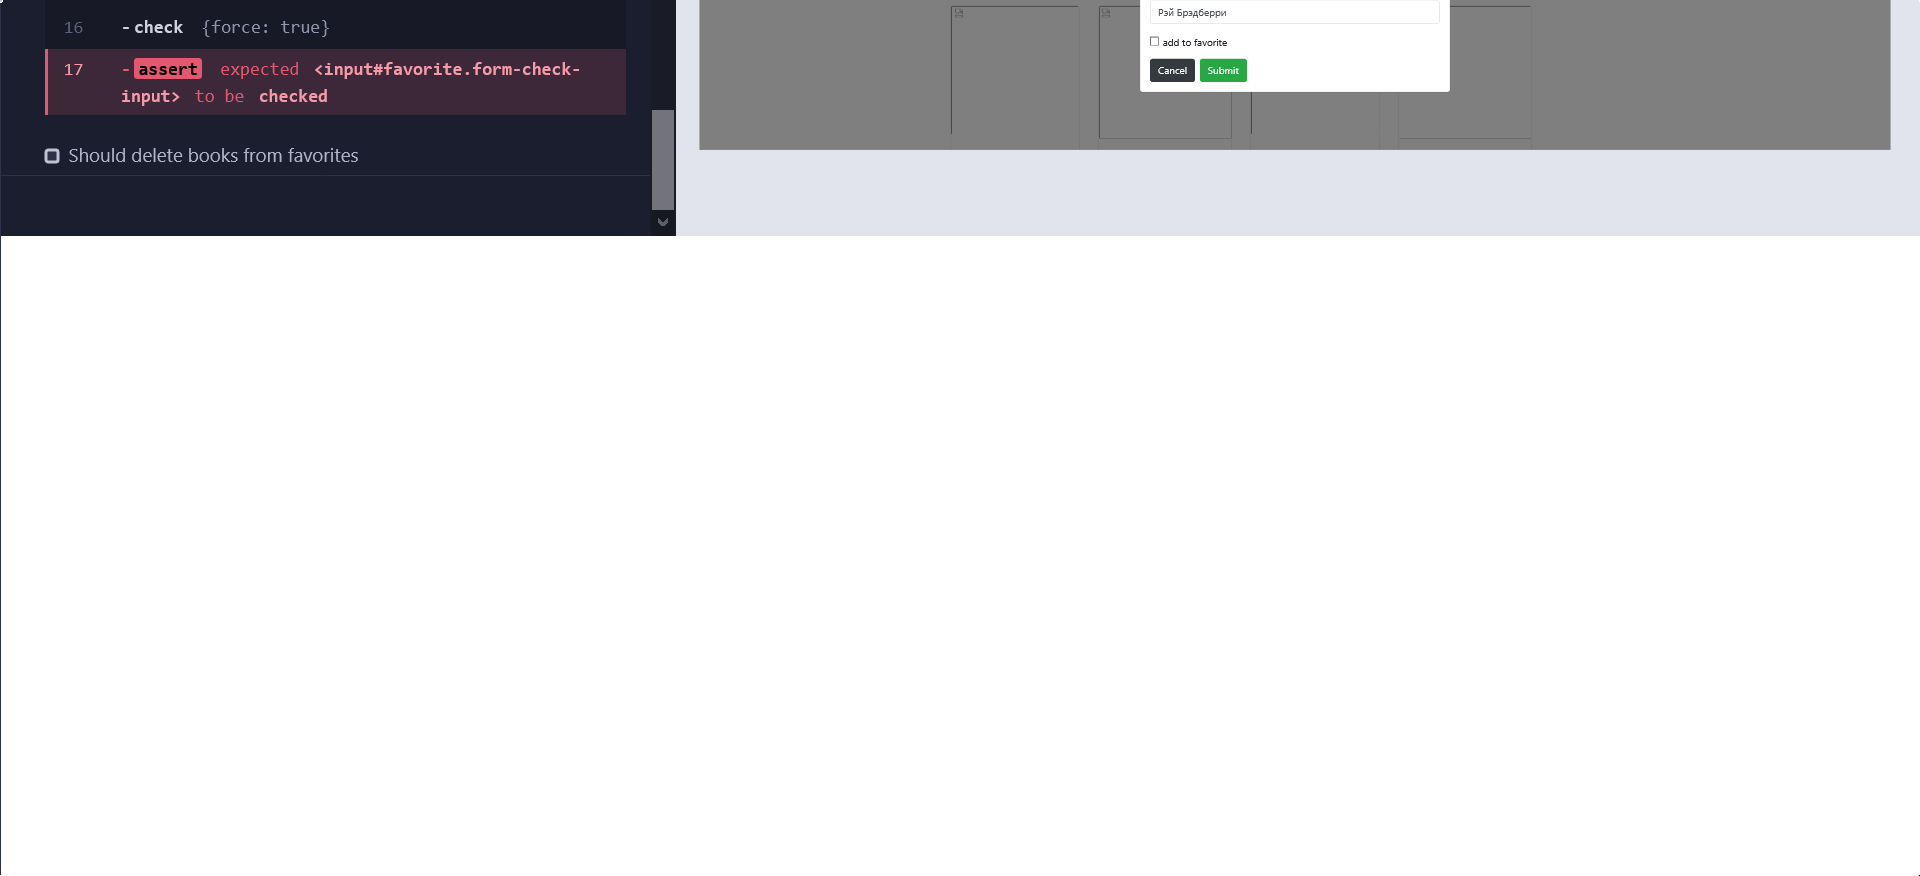 16 -check {force: true}
17 -assert expected <input#favorite.form-check-
input> to be checked
Should delete books from favorites
Рэй Брэдберри
add to favorite
Cancel Submit